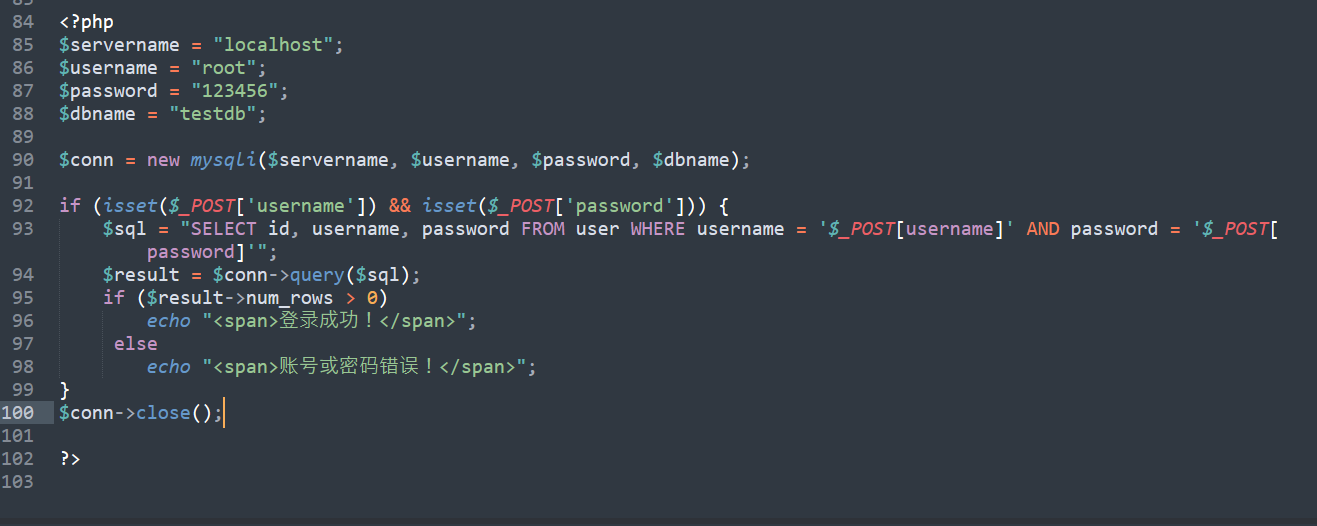 83
84 <?php
85 $servername = "localhost";
86 $username = "root";
87 $password = "123456";
88 $dbname = "testdb";
89
90 $conn = new mysqli($servername, $username, $password, $dbname);
91
92 if (isset($_POST['username']) && isset($_POST['password'])) {
93 $sql = "SELECT id, username, password FROM user WHERE username = '$_POST[username]' AND password = '$_POST[
password]'";
94 $result = $conn->query($sql);
95 if ($result->num_rows > 0)
96 echo "<span>登录成功！</span>";
97 else
98 echo "<span>账号或密码错误！</span>";
99 }
100 $conn->close();
101
102 ?>
103